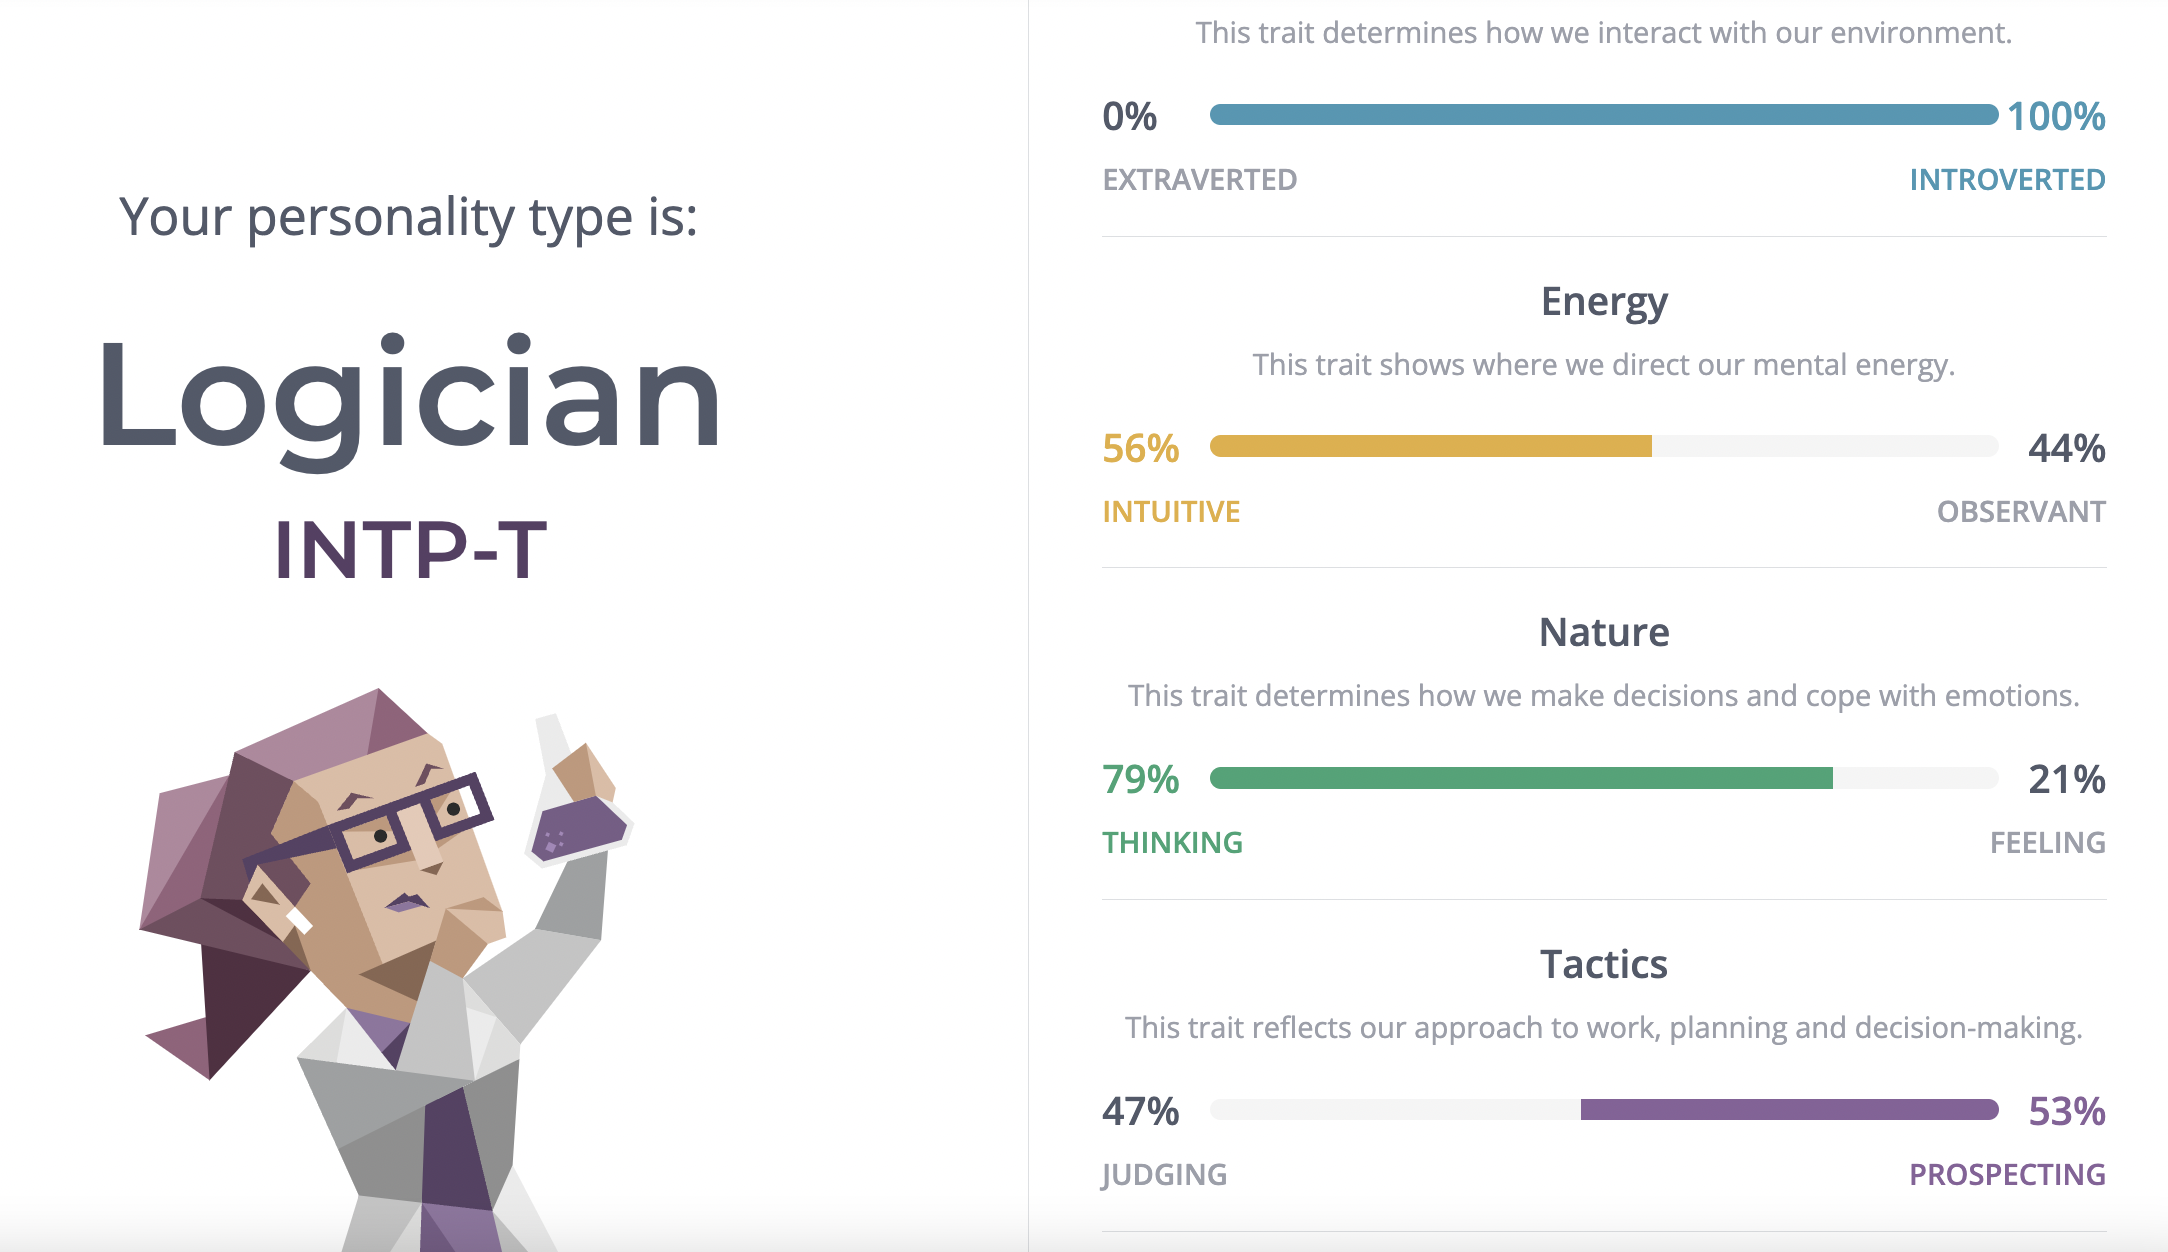 Your personality type is:
Logician
INTP-T
This trait determines how we interact with our environment.
0% 100%
EXTRAVERTED INTROVERTED
Energy
This trait shows where we direct our mental energy.
56% 44%
INTUITIVE OBSERVANT
Nature
This trait determines how we make decisions and cope with emotions.
79% 21%
THINKING FEELING
Tactics
This trait reflects our approach to work, planning and decision-making.
47% 53%
JUDGING PROSPECTING